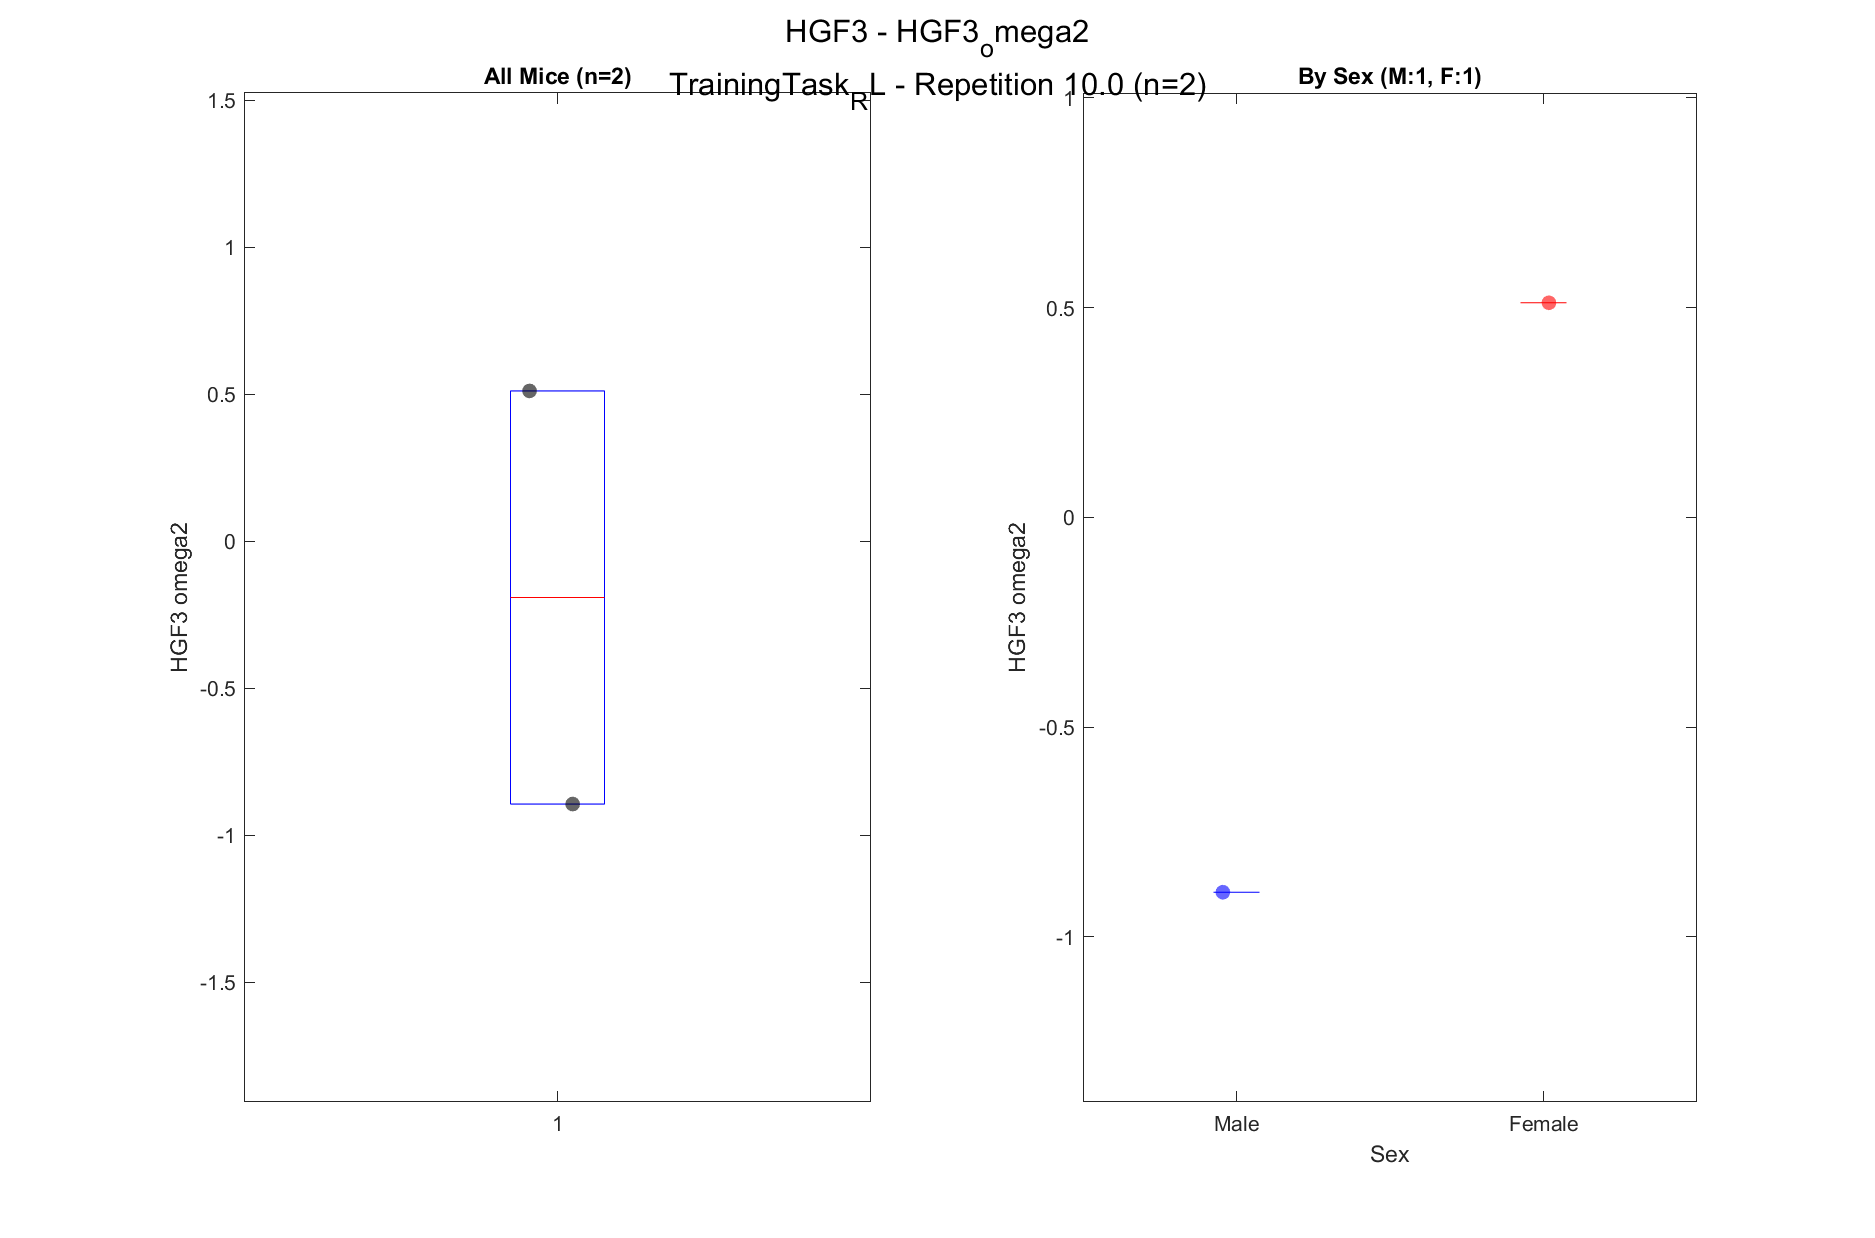 HGF3 - HGF3omega2
TrainingTaskRL - Repetition 10.0 (n=2)
All Mice (n=2)
1.5
1
0.5
0
-0.5
-1
-1.5
HGF3 omega2
1
By Sex (M:1, F:1)
1
0.5
0
-0.5
-1
HGF3 omega2
Male Female
Sex